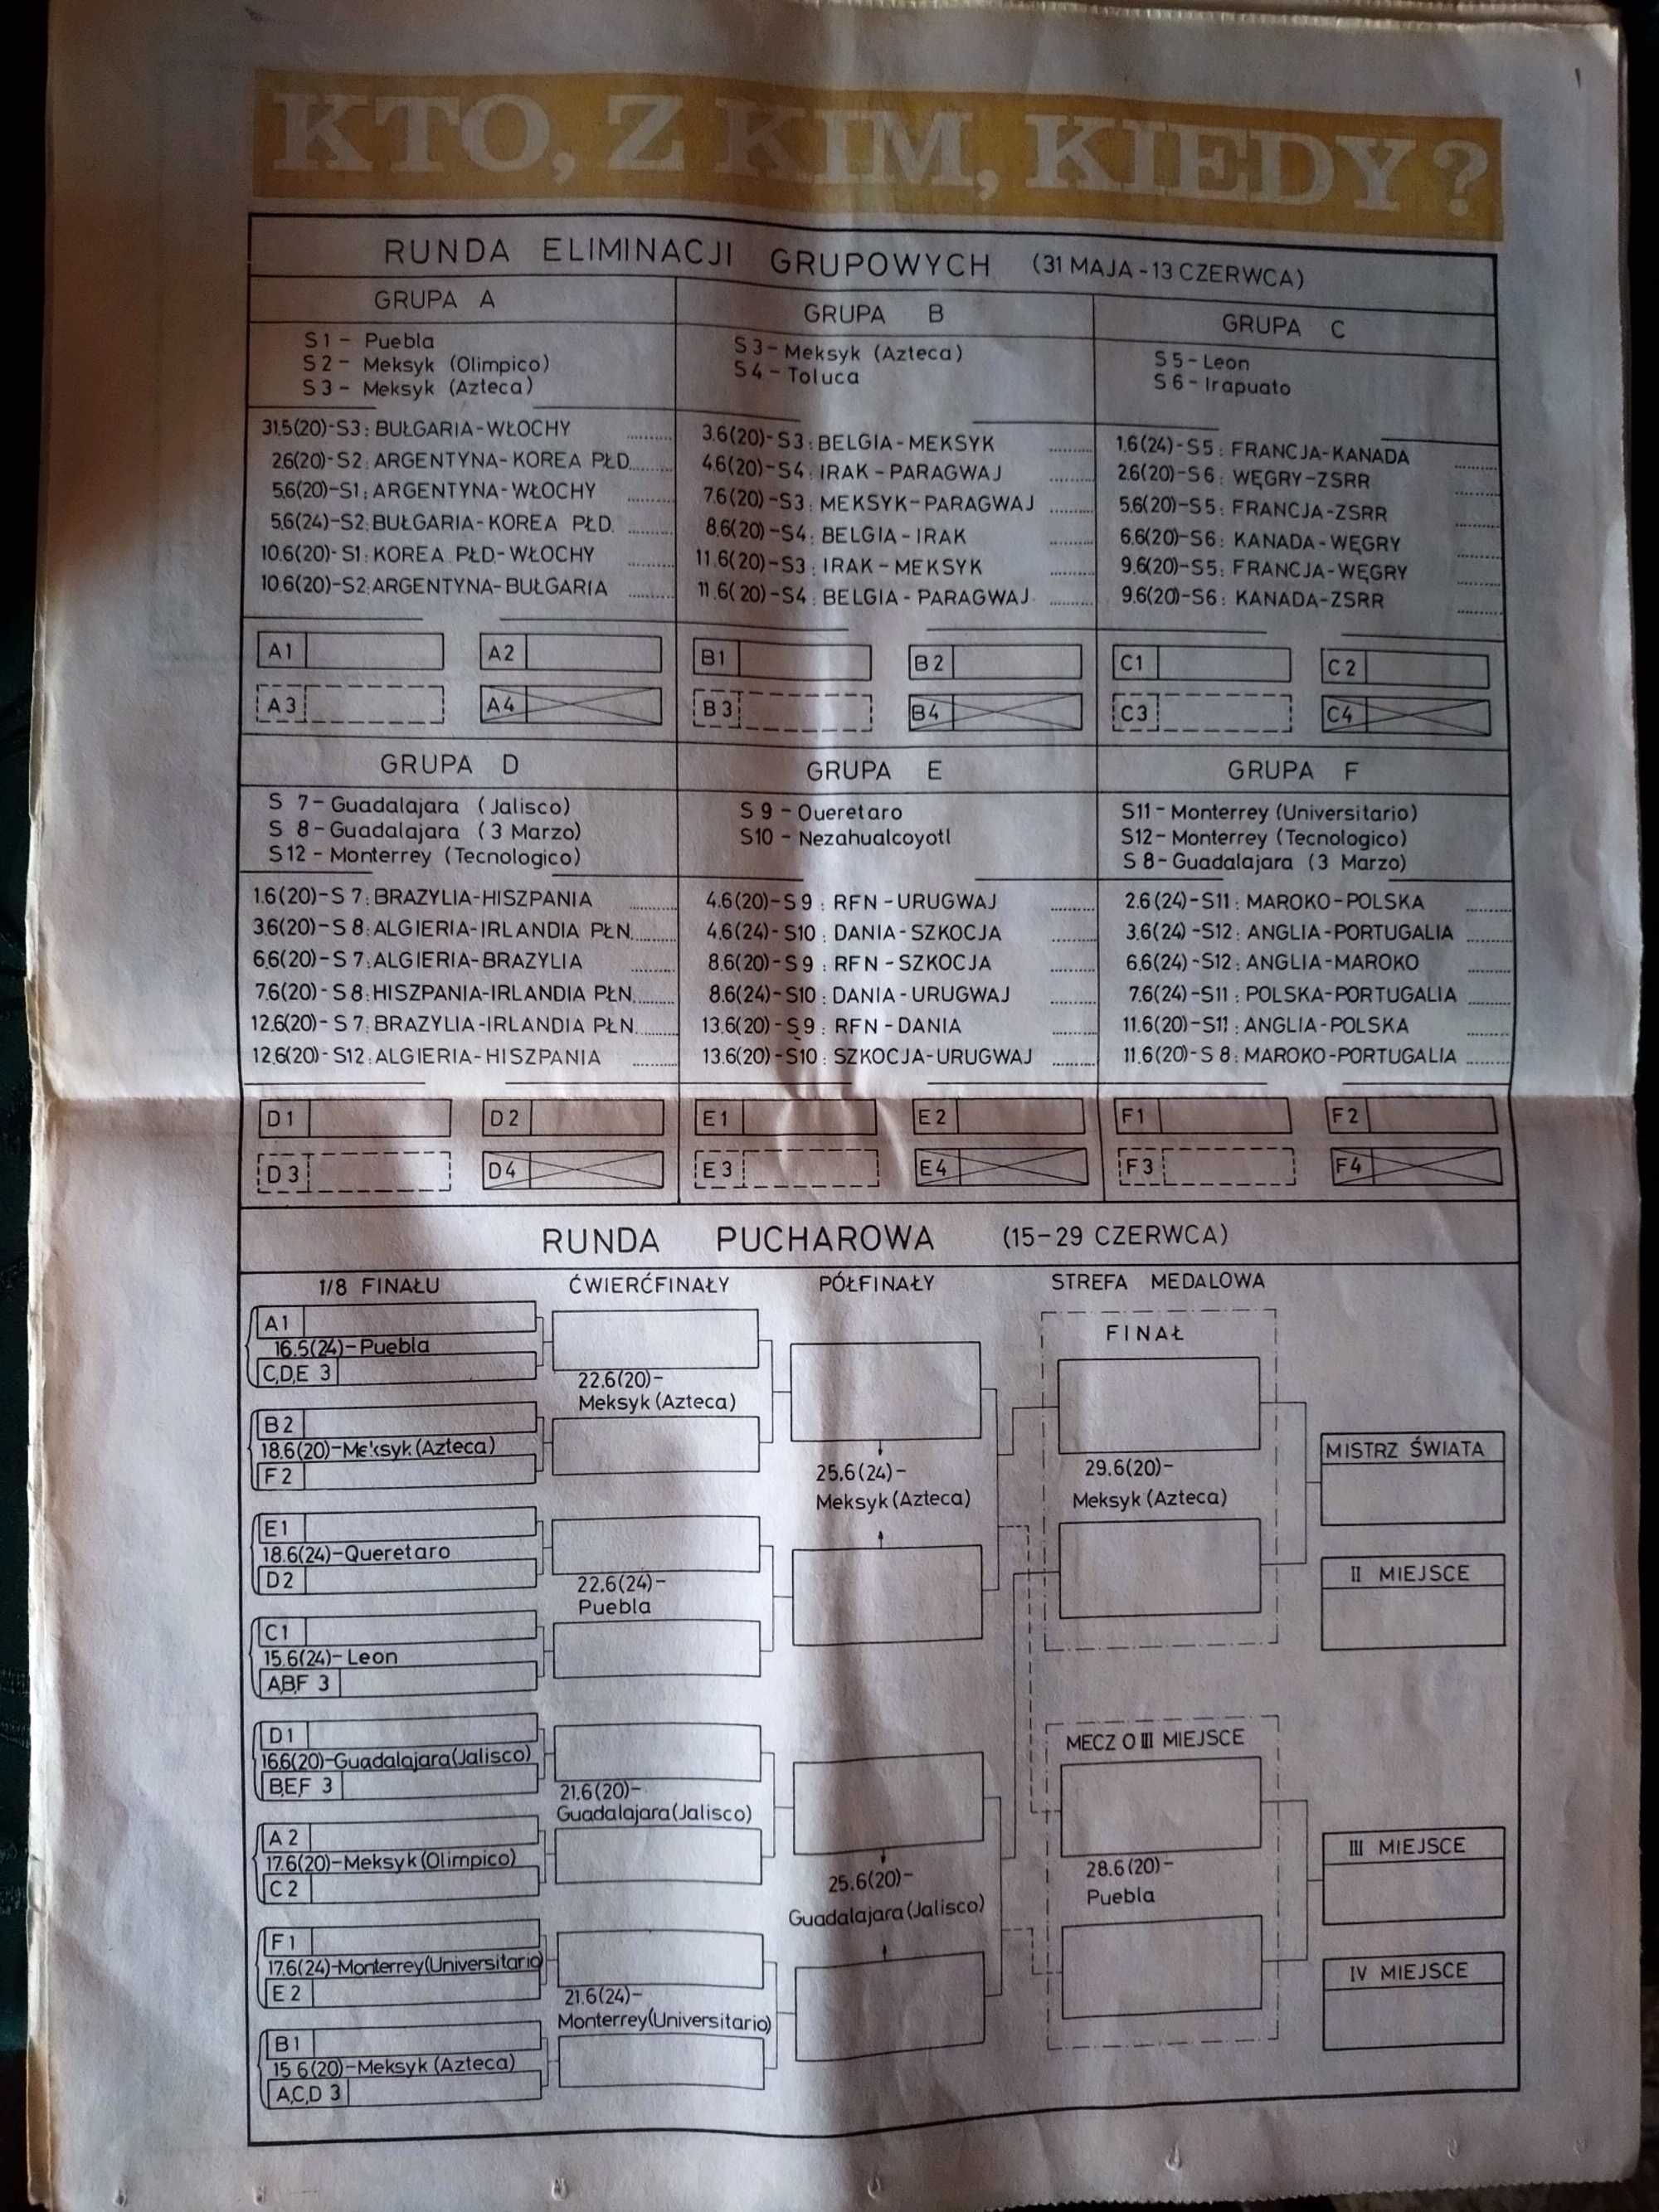 KTO, Z KIM, KIEDY?
RUNDA ELIMINACJI GRUPOWYCH (31 MAJA - 13 CZERWCA)
GRUPA A
S1 - Puebla
S2 - Meksyk (Olimpico)
S3 - Meksyk (Azteca)
31.5(20)-S3: BUŁGARIA-WŁOCHY ........
2.6(20)-S2: ARGENTYNA-KOREA PŁD. ........
5.6(20)-S1: ARGENTYNA-WŁOCHY ........
5.6(24)-S2: BUŁGARIA-KOREA PŁD. ........
10.6(20)-S1: KOREA PŁD-WŁOCHY ........
10.6(20)-S2: ARGENTYNA-BUŁGARIA ........
A1 A2
A3 A4
GRUPA B
S3 - Meksyk (Azteca)
S4 - Toluca
3.6(20)-S3: BELGIA-MEKSYK ........
4.6(20)-S4: IRAK-PARAGWAJ ........
7.6(20)-S3: MEKSYK-PARAGWAJ ........
8.6(20)-S4: BELGIA-IRAK ........
11.6(20)-S3: IRAK-MEKSYK ........
11.6(20)-S4: BELGIA-PARAGWAJ ........
B1 B2
B3 B4
GRUPA C
S5 - Leon
S6 - Irapuato
1.6(24)-S5: FRANCJA-KANADA ........
2.6(20)-S6: WĘGRY-ZSRR ........
5.6(20)-S5: FRANCJA-ZSRR ........
6.6(20)-S6: KANADA-WĘGRY ........
9.6(20)-S5: FRANCJA-WĘGRY ........
9.6(20)-S6: KANADA-ZSRR ........
C1 C2
C3 C4
GRUPA D
S 7 - Guadalajara (Jalisco)
S 8 - Guadalajara (3 Marzo)
S12 - Monterrey (Tecnologico)
1.6(20)-S 7: BRAZYLIA-HISZPANIA ........
3.6(20)-S 8: ALGIERIA-IRLANDIA PŁN. ........
6.6(20)-S 7: ALGIERIA-BRAZYLIA ........
7.6(20)-S 8: HISZPANIA-IRLANDIA PŁN. ........
12.6(20)-S 7: BRAZYLIA-IRLANDIA PŁN. ........
12.6(20)-S12: ALGIERIA-HISZPANIA ........
D1 D2
D3 D4
GRUPA E
S 9 - Queretaro
S10 - Nezahualcoyotl
4.6(20)-S 9: RFN-URUGWAJ ........
4.6(24)-S10: DANIA-SZKOCJA ........
8.6(20)-S 9: RFN-SZKOCJA ........
8.6(24)-S10: DANIA-URUGWAJ ........
13.6(20)-S9: RFN-DANIA ........
13.6(20)-S10: SZKOCJA-URUGWAJ ........
E1 E2
E3 E4
GRUPA F
S11 - Monterrey (Universitario)
S12 - Monterrey (Tecnologico)
S 8 - Guadalajara (3 Marzo)
2.6(24)-S11: MAROKO-POLSKA ........
3.6(24)-S12: ANGLIA-PORTUGALIA ........
6.6(24)-S12: ANGLIA-MAROKO ........
7.6(24)-S11: POLSKA-PORTUGALIA ........
11.6(20)-S11: ANGLIA-POLSKA ........
11.6(20)-S 8: MAROKO-PORTUGALIA ........
F1 F2
F3 F4
RUNDA PUCHAROWA (15-29 CZERWCA)
1/8 FINAŁU
A1
16.5(24)-Puebla
C,D,E 3
B2
18.6(20)-Meksyk (Azteca)
F2
E1
18.6(24)-Queretaro
D2
C1
15.6(24)-Leon
A,B,F 3
D1
16.6(20)-Guadalajara (Jalisco)
B,E,F 3
A2
17.6(20)-Meksyk (Olimpico)
C2
F1
17.6(24)-Monterrey (Universitario)
E2
B1
15.6(20)-Meksyk (Azteca)
A,C,D 3
ĆWIERĆFINAŁY
22.6(20)-
Meksyk (Azteca)
22.6(24)-
Puebla
21.6(20)-
Guadalajara (Jalisco)
21.6(24)-
Monterrey (Universitario)
PÓŁFINAŁY
25.6(24)-
Meksyk (Azteca)
25.6(20)-
Guadalajara (Jalisco)
STREFA MEDALOWA
FINAŁ
29.6(20)-
Meksyk (Azteca)
MECZ O III MIEJSCE
28.6(20)-
Puebla
MISTRZ ŚWIATA
II MIEJSCE
III MIEJSCE
IV MIEJSCE